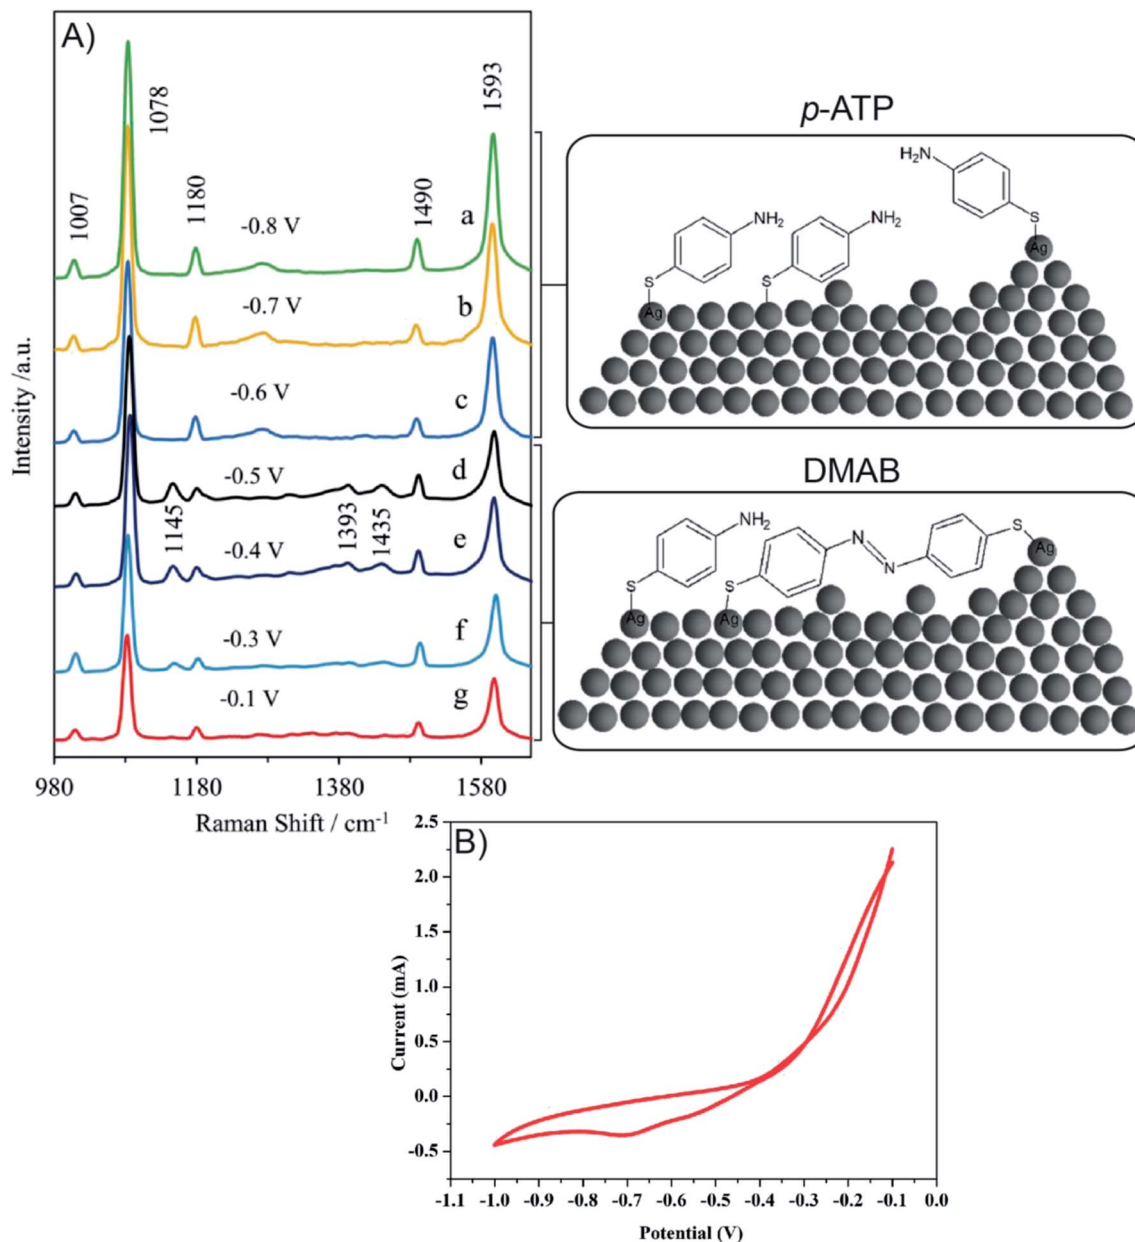 A)
1007
1078
1180
1490
1593
-0.8 V
a
-0.7 V
b
-0.6 V
c
-0.5 V
d
1145
1393
1435
-0.4 V
e
-0.3 V
f
-0.1 V
g
Intensity /a.u.
980 1180 1380 1580
Raman Shift / cm⁻¹
p-ATP
H₂N
NH₂
NH₂
S
Ag
S
Ag
S
DMAB
NH₂
N
N
S
Ag
S
S
Ag
Ag
B)
2.5
2.0
1.5
1.0
0.5
0.0
-0.5
Current (mA)
-1.1 -1.0 -0.9 -0.8 -0.7 -0.6 -0.5 -0.4 -0.3 -0.2 -0.1 0.0
Potential (V)